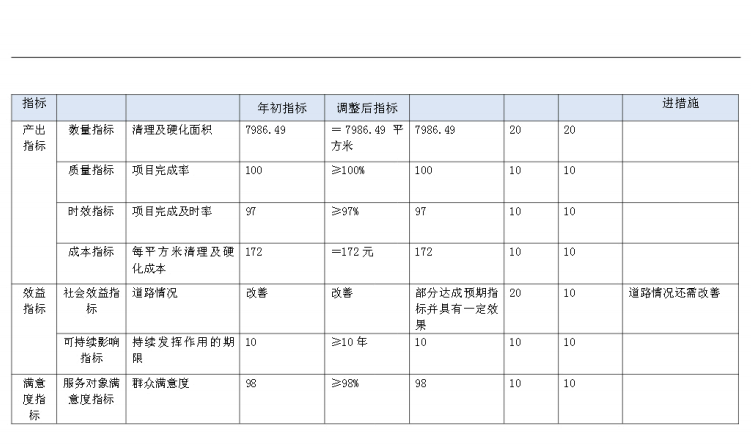 指标 年初指标 调整后指标 进措施
产出指标 数量指标 清理及硬化面积 7986.49 ＝7986.49 平方米 7986.49 20 20
质量指标 项目完成率 100 ≥100% 100 10 10
时效指标 项目完成及时率 97 ≥97% 97 10 10
成本指标 每平方米清理及硬化成本 172 ＝172元 172 10 10
效益指标 社会效益指标 道路情况 改善 改善 部分达成预期指标并具有一定效果 20 10 道路情况还需改善
可持续影响指标 持续发挥作用的期限 10 ≥10年 10 10 10
满意度指标 服务对象满意度指标 群众满意度 98 ≥98% 98 10 10